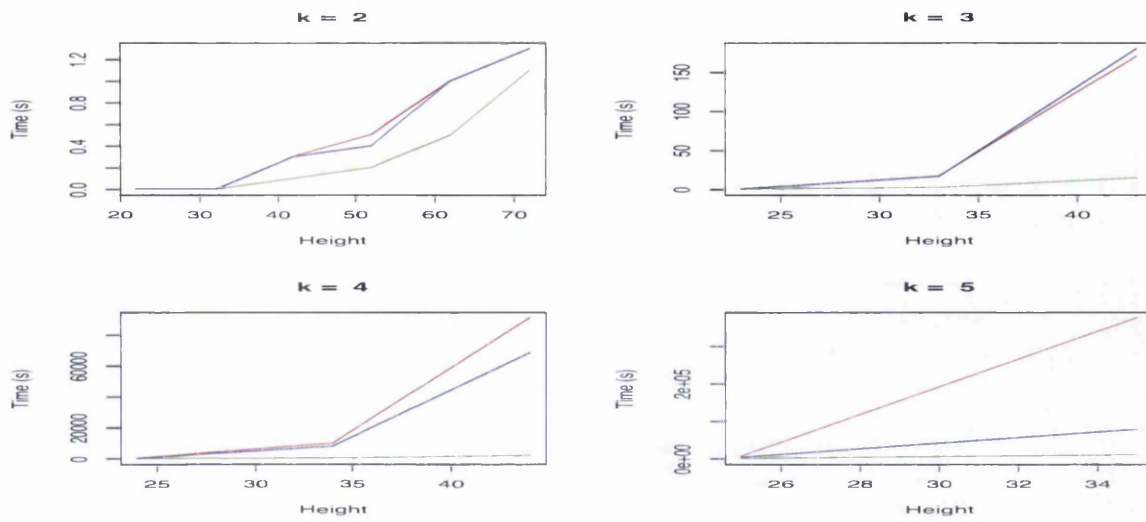 k = 2
Time (s)
0.0 0.4 0.8 1.2
20 30 40 50 60 70
Height
k = 3
Time (s)
0 50 100 150
25 30 35 40
Height
k = 4
Time (s)
0 20000 60000
25 30 35 40
Height
k = 5
Time (s)
0e+00 2e+05
26 28 30 32 34
Height